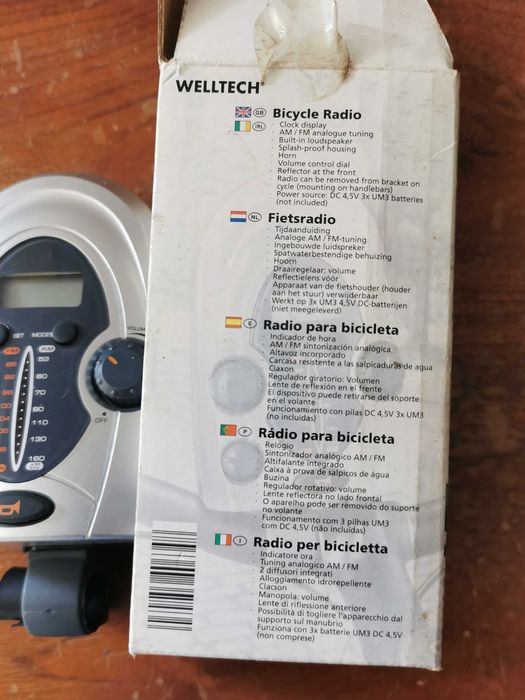 WELLTECH®
GB Bicycle Radio
IRL · Clock display
· AM / FM analogue tuning
· Built-in loudspeaker
· Splash-proof housing
· Horn
· Volume control dial
· Reflector at the front
· Radio can be removed from bracket on
cycle (mounting on handlebars)
· Power source: DC 4,5V 3x UM3 batteries
(not included)
NL Fietsradio
· Tijdaanduiding
· Analoge AM / FM-tuning
· Ingebouwde luidspreker
· Spatwaterbestendige behuizing
· Hoorn
· Draairegelaar: volume
· Reflectielens vóór
· Apparaat van de fietshouder (houder
aan het stuur) verwijderbaar
· Werkt op 3x UM3 4,5V DC-batterijen
(niet meegeleverd)
E Radio para bicicleta
· Indicador de hora
· AM / FM sintonización analógica
· Altavoz incorporado
· Carcasa resistente a las salpicaduras de agua
· Claxon
· Regulador giratorio: Volumen
· Lente de reflexión en el frente
· El dispositivo puede retirarse del soporte
en el volante
· Funcionamiento con pilas DC 4,5V 3x UM3
(no incluidas)
P Rádio para bicicleta
· Relógio
· Sintonizador analógico AM / FM
· Altifalante integrado
· Caixa à prova de salpicos de água
· Buzina
· Regulador rotativo: volume
· Lente reflectora no lado frontal
· O aparelho pode ser removido do suporte
no volante
· Funcionamento com 3 pilhas UM3
com DC 4,5V (não incluídas)
I Radio per bicicletta
· Indicatore ora
· Tuning analogico AM / FM
· 2 diffusori integrati
· Alloggiamento idrorepellente
· Clacson
· Manopola: volume
· Lente di riflessione anteriore
· Possibilità di togliere l'apparecchio dal
supporto sul manubrio
· Funziona con 3x batterie UM3 DC 4,5V
(non comprese)
SET MODE
VOLUME
FM AM
53
60
70
90
110
130
160
OFF